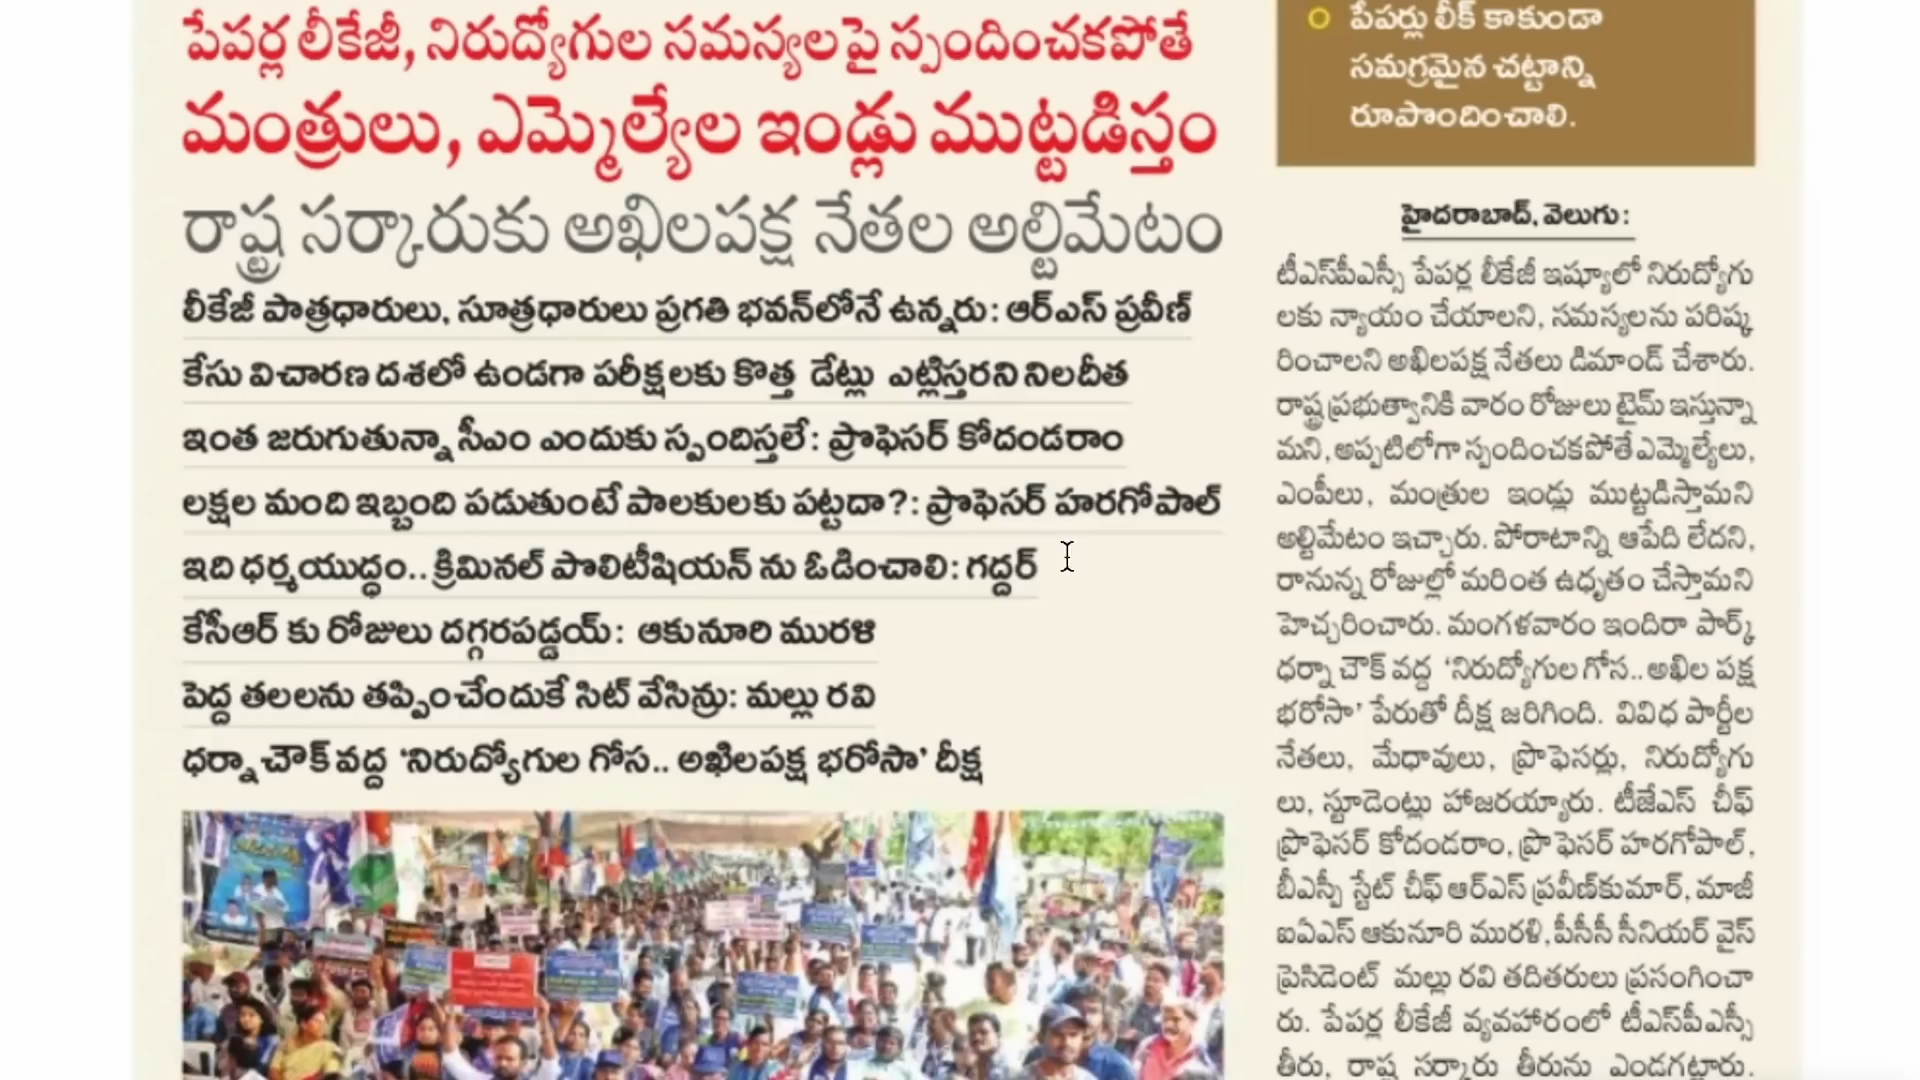 పేపర్ల లీకేజీ, నిరుద్యోగుల సమస్యలపై స్పందించకపోతే
మంత్రులు, ఎమ్మెల్యేల ఇండ్లు ముట్టడిస్తం
రాష్ట్ర సర్కారుకు అఖిలపక్ష నేతల అల్టిమేటం
లీకేజీ పాత్రధారులు, సూత్రధారులు ప్రగతి భవన్‌లోనే ఉన్నరు: ఆర్ఎస్ ప్రవీణ్
కేసు విచారణ దశలో ఉండగా పరీక్షలకు కొత్త డేట్లు ఎట్లిస్తరని నిలదీత
ఇంత జరుగుతున్నా సీఎం ఎందుకు స్పందిస్తలే: ప్రొఫెసర్ కోదండరాం
లక్షల మంది ఇబ్బంది పడుతుంటే పాలకులకు పట్టదా?: ప్రొఫెసర్ హరగోపాల్
ఇది ధర్మయుద్ధం.. క్రిమినల్ పొలిటీషియన్ ను ఓడించాలి: గద్దర్
కేసీఆర్ కు రోజులు దగ్గరపడ్డయ్: ఆకునూరి మురళి
పెద్ద తలలను తప్పించేందుకే సిట్ వేసిన్రు: మల్లు రవి
ధర్నాచౌక్ వద్ద ‘నిరుద్యోగుల గోస.. అఖిలపక్ష భరోసా’ దీక్ష
పేపర్లు లీక్ కాకుండా
సమగ్రమైన చట్టాన్ని
రూపొందించాలి.
హైదరాబాద్, వెలుగు:
టీఎస్‌పీఎస్సీ పేపర్ల లీకేజీ ఇష్యూలో నిరుద్యోగు
లకు న్యాయం చేయాలని, సమస్యలను పరిష్క
రించాలని అఖిలపక్ష నేతలు డిమాండ్ చేశారు.
రాష్ట్ర ప్రభుత్వానికి వారం రోజులు టైమ్ ఇస్తున్నా
మని, అప్పటిలోగా స్పందించకపోతే ఎమ్మెల్యేలు,
ఎంపీలు, మంత్రుల ఇండ్లు ముట్టడిస్తామని
అల్టిమేటం ఇచ్చారు. పోరాటాన్ని ఆపేది లేదని,
రానున్న రోజుల్లో మరింత ఉధృతం చేస్తామని
హెచ్చరించారు. మంగళవారం ఇందిరా పార్క్
ధర్నా చౌక్ వద్ద ‘నిరుద్యోగుల గోస.. అఖిల పక్ష
భరోసా’ పేరుతో దీక్ష జరిగింది. వివిధ పార్టీల
నేతలు, మేధావులు, ప్రొఫెసర్లు, నిరుద్యోగు
లు, స్టూడెంట్లు హాజరయ్యారు. టీజేఎస్ చీఫ్
ప్రొఫెసర్ కోదండరాం, ప్రొఫెసర్ హరగోపాల్,
బీఎస్పీ స్టేట్ చీఫ్ ఆర్ఎస్ ప్రవీణ్‌కుమార్, మాజీ
ఐఏఎస్ ఆకునూరి మురళి, పీసీసీ సీనియర్ వైస్
ప్రెసిడెంట్ మల్లు రవి తదితరులు ప్రసంగించా
రు. పేపర్ల లీకేజీ వ్యవహారంలో టీఎస్‌పీఎస్సీ
తీరు, రాష్ట్ర సర్కారు తీరును ఎండగట్టారు.